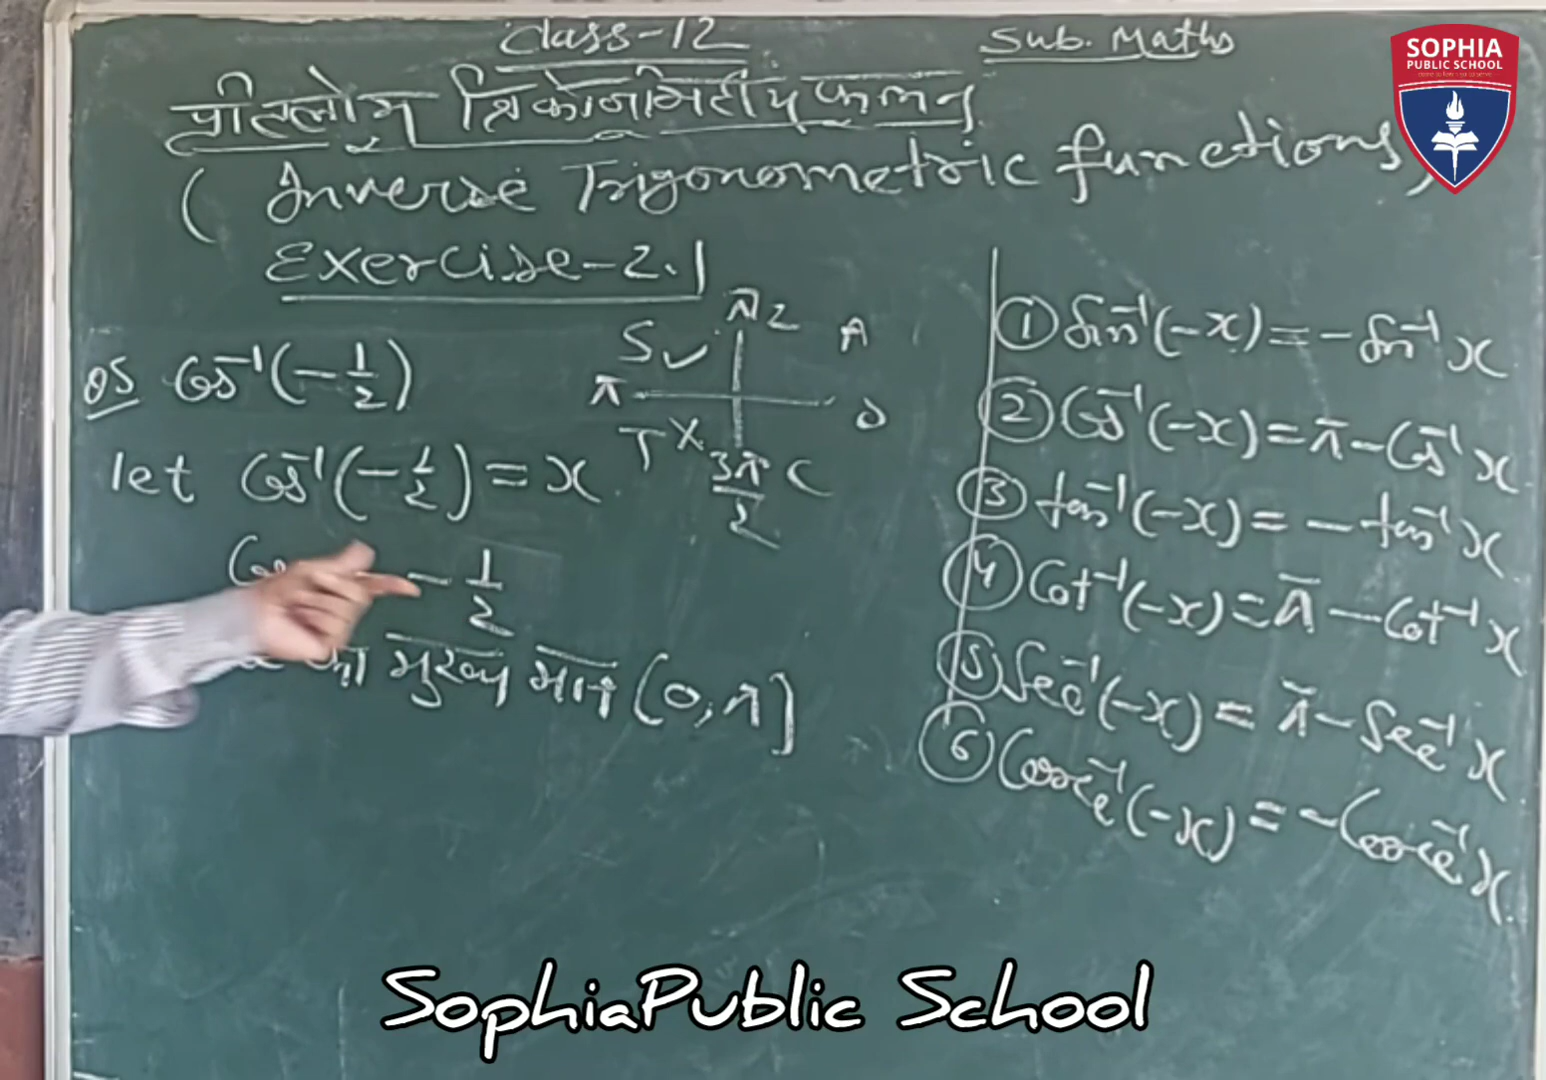 Class-12
Sub. Maths
SOPHIA
PUBLIC SCHOOL
प्रतिलोम त्रिकोणमितीय फलन
( Inverse Trigonometric functions)
Exercise-2.1
Q5 Cos⁻¹(-1/2)
let Cos⁻¹(-1/2) = x
- 1/2
का मुख्य मान (0, π]
π/2
S ✓ A
π 0
T X C
3π/2
① Sin⁻¹(-x) = - Sin⁻¹x
② Cos⁻¹(-x) = π - Cos⁻¹x
③ tan⁻¹(-x) = - tan⁻¹x
④ Cot⁻¹(-x) = π - Cot⁻¹x
⑤ Sec⁻¹(-x) = π - Sec⁻¹x
⑥ Cosec⁻¹(-x) = - Cosec⁻¹x
SophiaPublic School